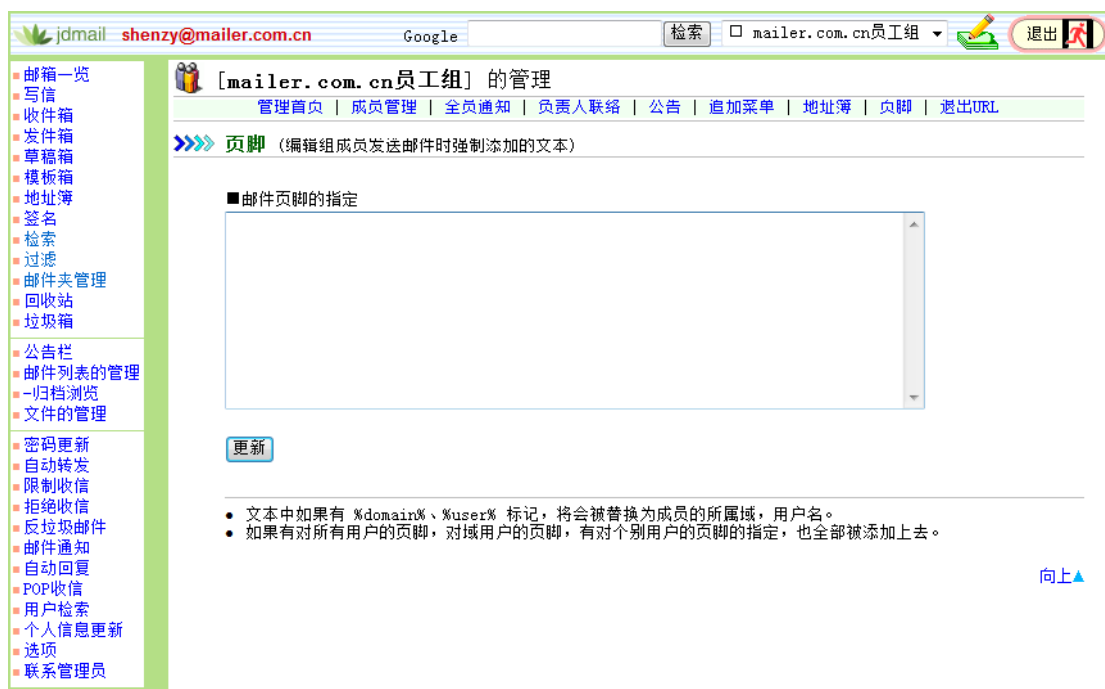 jdmail shenzy@mailer.com.cn Google 检索 mailer.com.cn员工组 退出
邮箱一览
写信
收件箱
发件箱
草稿箱
模板箱
地址簿
签名
检索
过滤
邮件夹管理
回收站
垃圾箱
公告栏
邮件列表的管理
-归档浏览
文件的管理
密码更新
自动转发
限制收信
拒绝收信
反垃圾邮件
邮件通知
自动回复
POP收信
用户检索
个人信息更新
选项
联系管理员
[mailer.com.cn员工组] 的管理
管理首页 | 成员管理 | 全员通知 | 负责人联络 | 公告 | 追加菜单 | 地址簿 | 页脚 | 退出URL
页脚 (编辑组成员发送邮件时强制添加的文本)
■邮件页脚的指定
更新
● 文本中如果有 %domain%、%user% 标记，将会被替换为成员的所属域，用户名。
● 如果有对所有用户的页脚，对域用户的页脚，有对个别用户的页脚的指定，也全部被添加上去。
向上▲